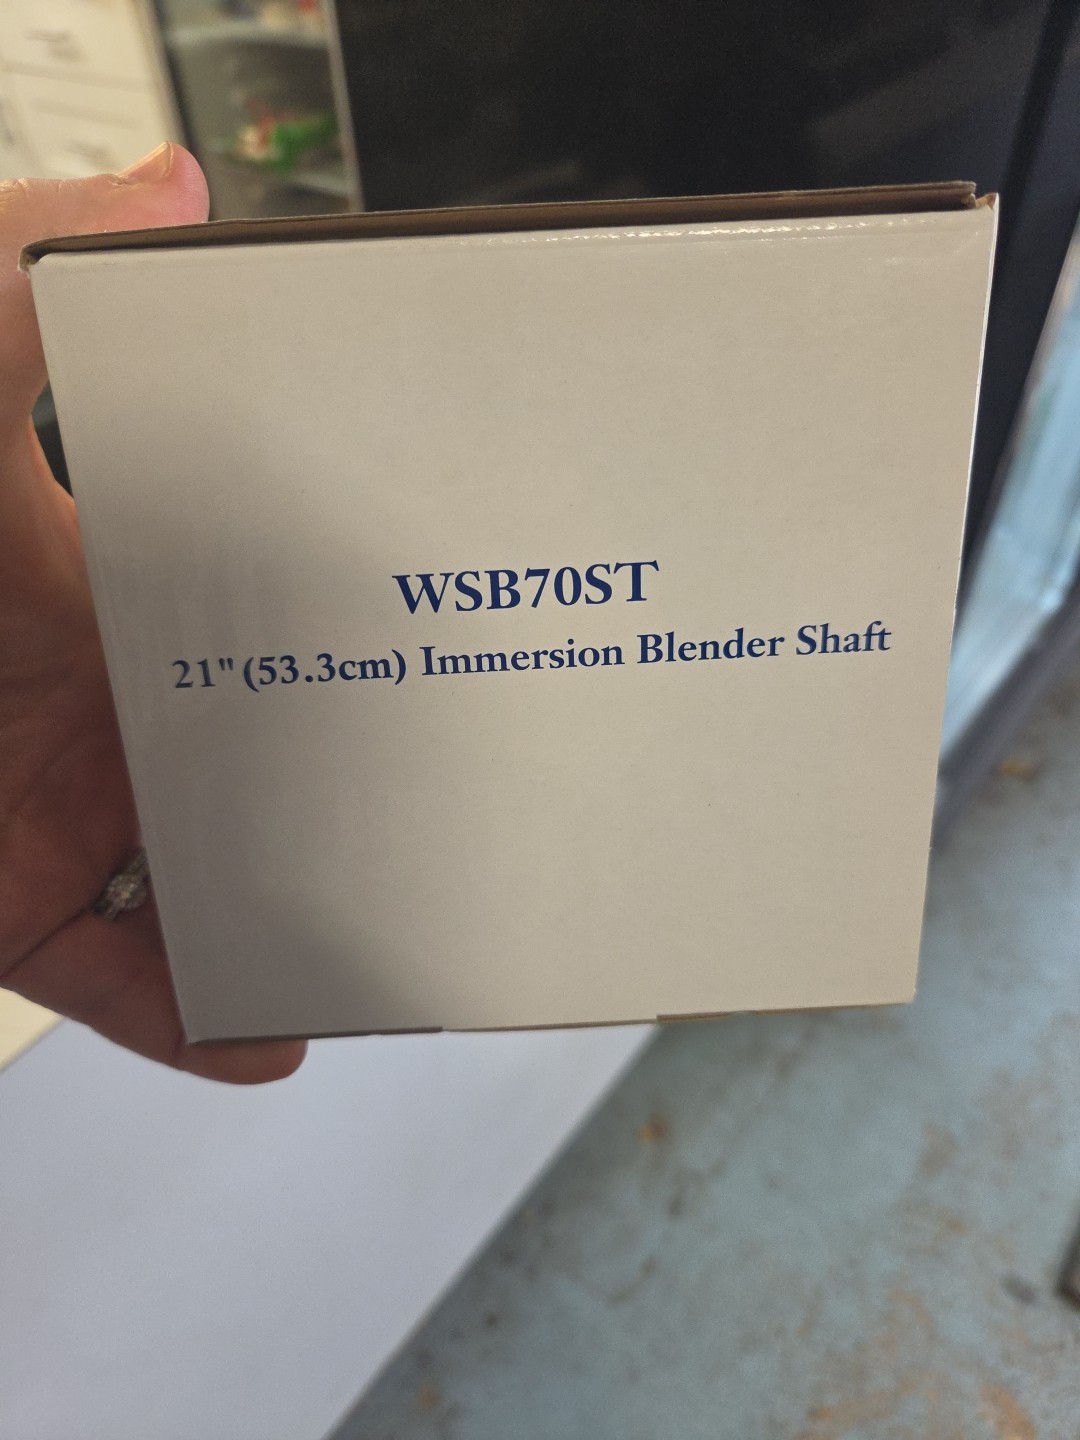 WSB70ST
21" (53.3cm) Immersion Blender Shaft